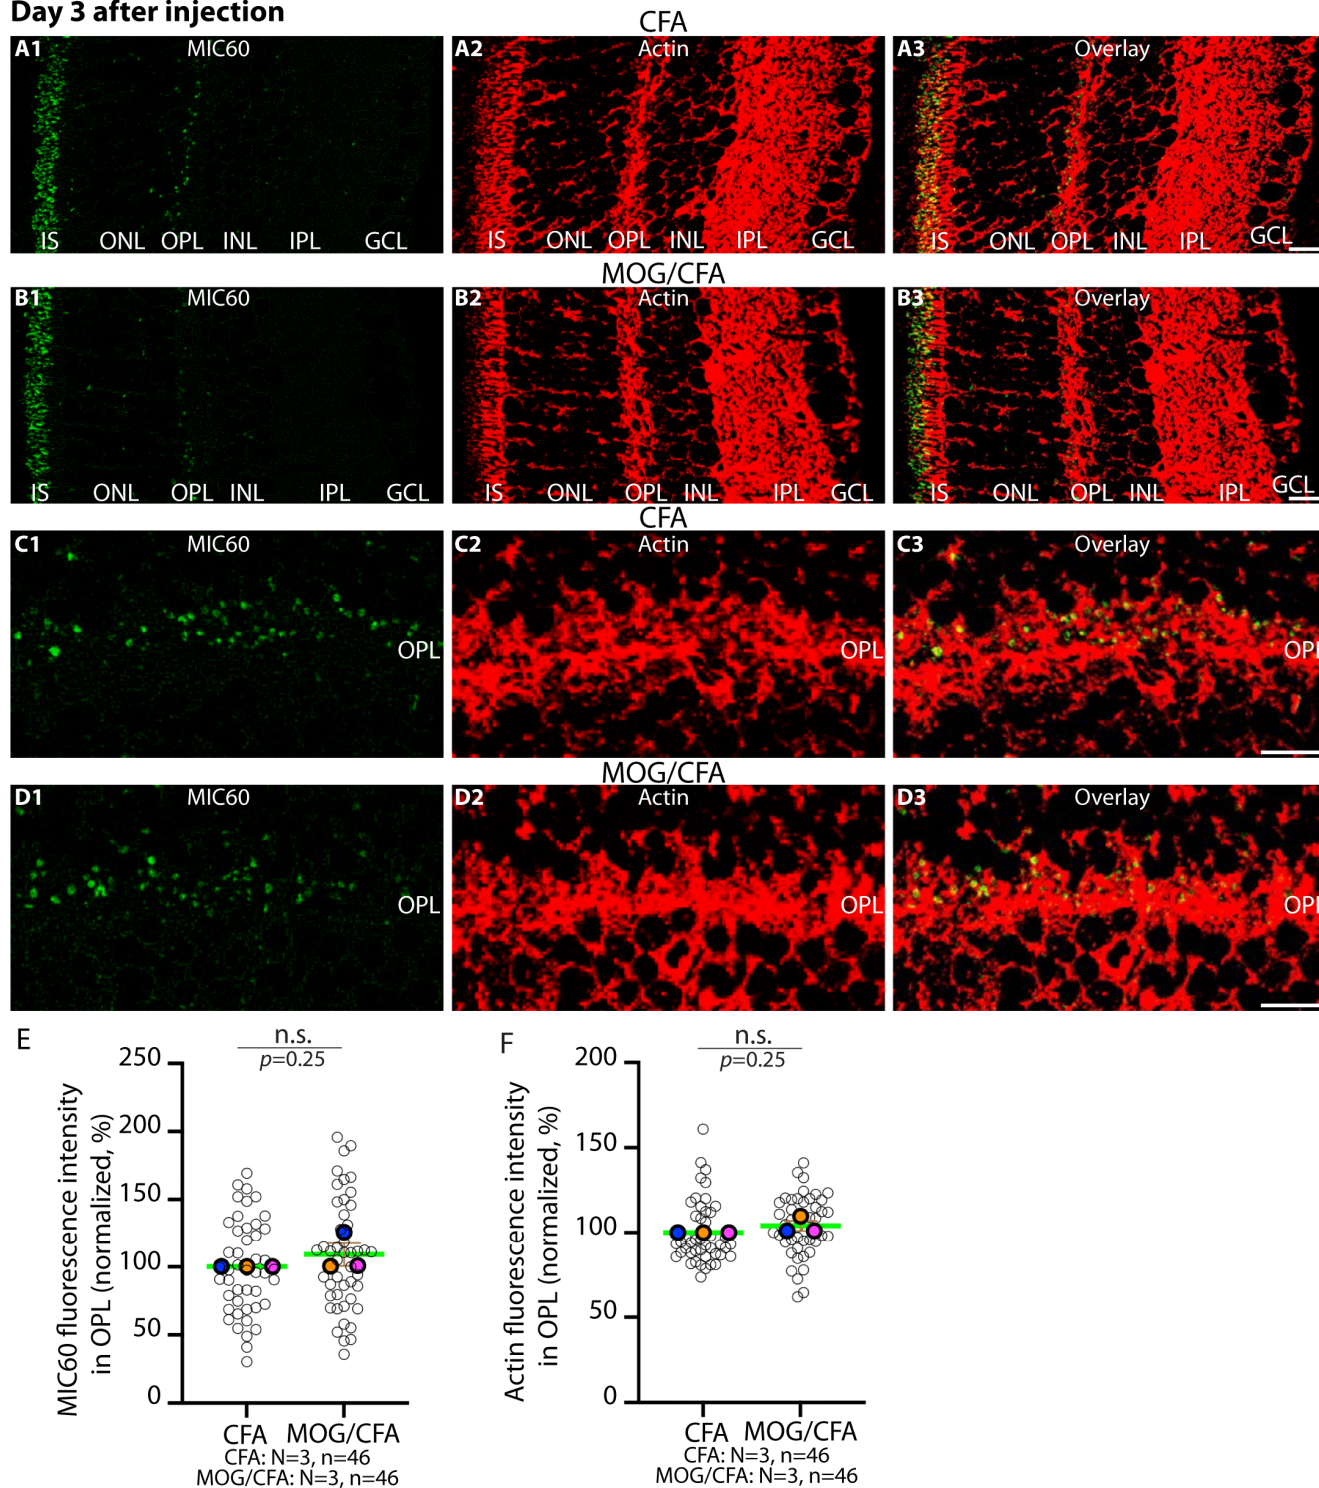 Day 3 after injection
CFA
A1 MIC60
A2 Actin
A3 Overlay
IS ONL OPL INL IPL GCL
IS ONL OPL INL IPL GCL
IS ONL OPL INL IPL GCL
MOG/CFA
B1 MIC60
B2 Actin
B3 Overlay
IS ONL OPL INL IPL GCL
IS ONL OPL INL IPL GCL
IS ONL OPL INL IPL GCL
CFA
C1 MIC60
C2 Actin
C3 Overlay
OPL
OPL
OPL
MOG/CFA
D1 MIC60
D2 Actin
D3 Overlay
OPL
OPL
OPL
E
n.s.
p=0.25
MIC60 fluorescence intensity
in OPL (normalized, %)
250
200
150
100
50
0
CFA MOG/CFA
CFA: N=3, n=46
MOG/CFA: N=3, n=46
F
n.s.
p=0.25
Actin fluorescence intensity
in OPL (normalized, %)
200
150
100
50
0
CFA MOG/CFA
CFA: N=3, n=46
MOG/CFA: N=3, n=46